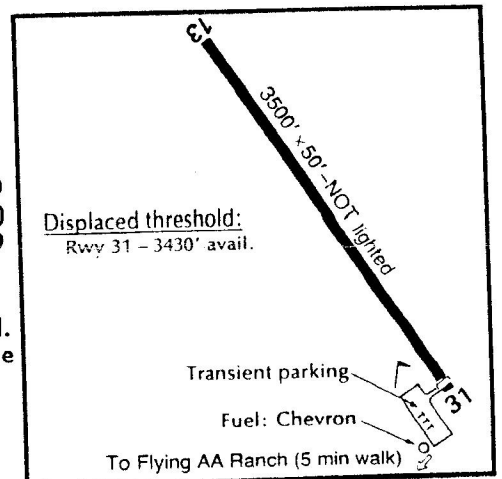 13
3500' × 50'-NOT lighted
Displaced threshold:
Rwy 31 - 3430' avail.
31
Transient parking
Fuel: Chevron
To Flying AA Ranch (5 min walk)